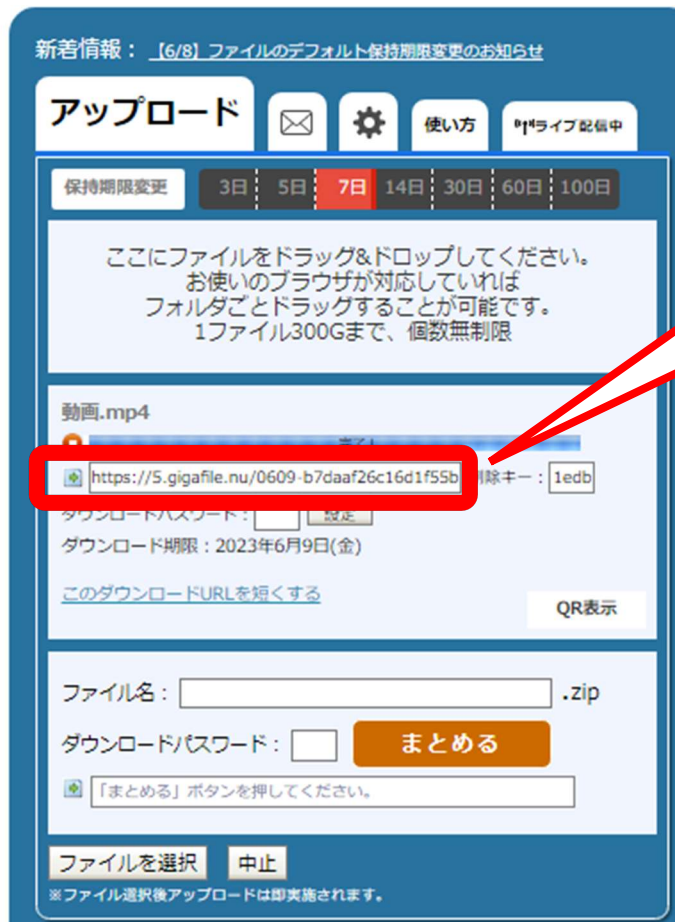 新着情報： 【6/8】ファイルのデフォルト保持期限変更のお知らせ
アップロード 使い方 ライブ配信中
保持期限変更 3日 5日 7日 14日 30日 60日 100日
ここにファイルをドラッグ&ドロップしてください。
お使いのブラウザが対応していれば
フォルダごとドラッグすることが可能です。
1ファイル300Gまで、個数無制限
動画.mp4
https://5.gigafile.nu/0609-b7daaf26c16d1f55b 削除キー：1edb
ダウンロードパスワード： 設定
ダウンロード期限：2023年6月9日(金)
このダウンロードURLを短くする
QR表示
ファイル名： .zip
ダウンロードパスワード： まとめる
「まとめる」ボタンを押してください。
ファイルを選択 中止
※ファイル選択後アップロードは即実施されます。